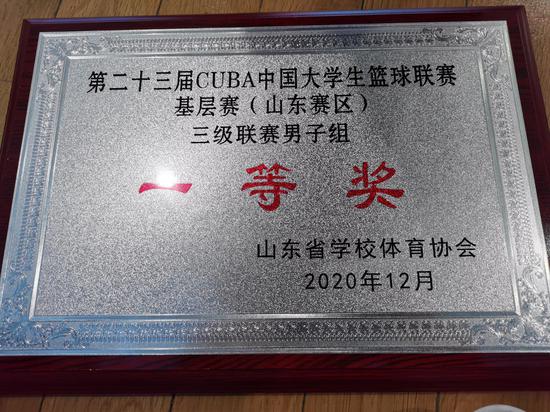 第二十三届CUBA中国大学生篮球联赛
基层赛（山东赛区）
三级联赛男子组
一等奖
山东省学校体育协会
2020年12月